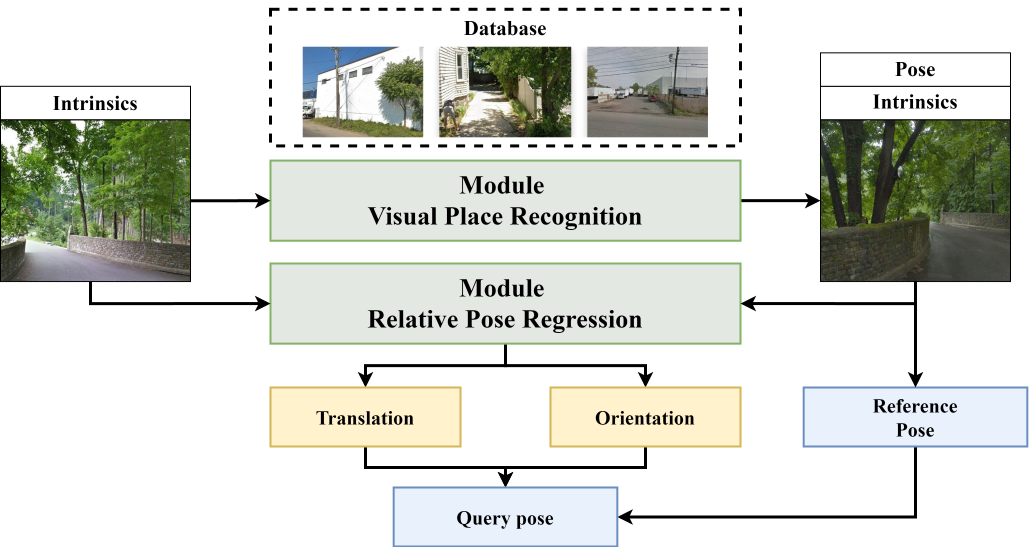 Database
Pose
Intrinsics
Intrinsics
Module
Visual Place Recognition
Module
Relative Pose Regression
Translation
Orientation
Reference
Pose
Query pose